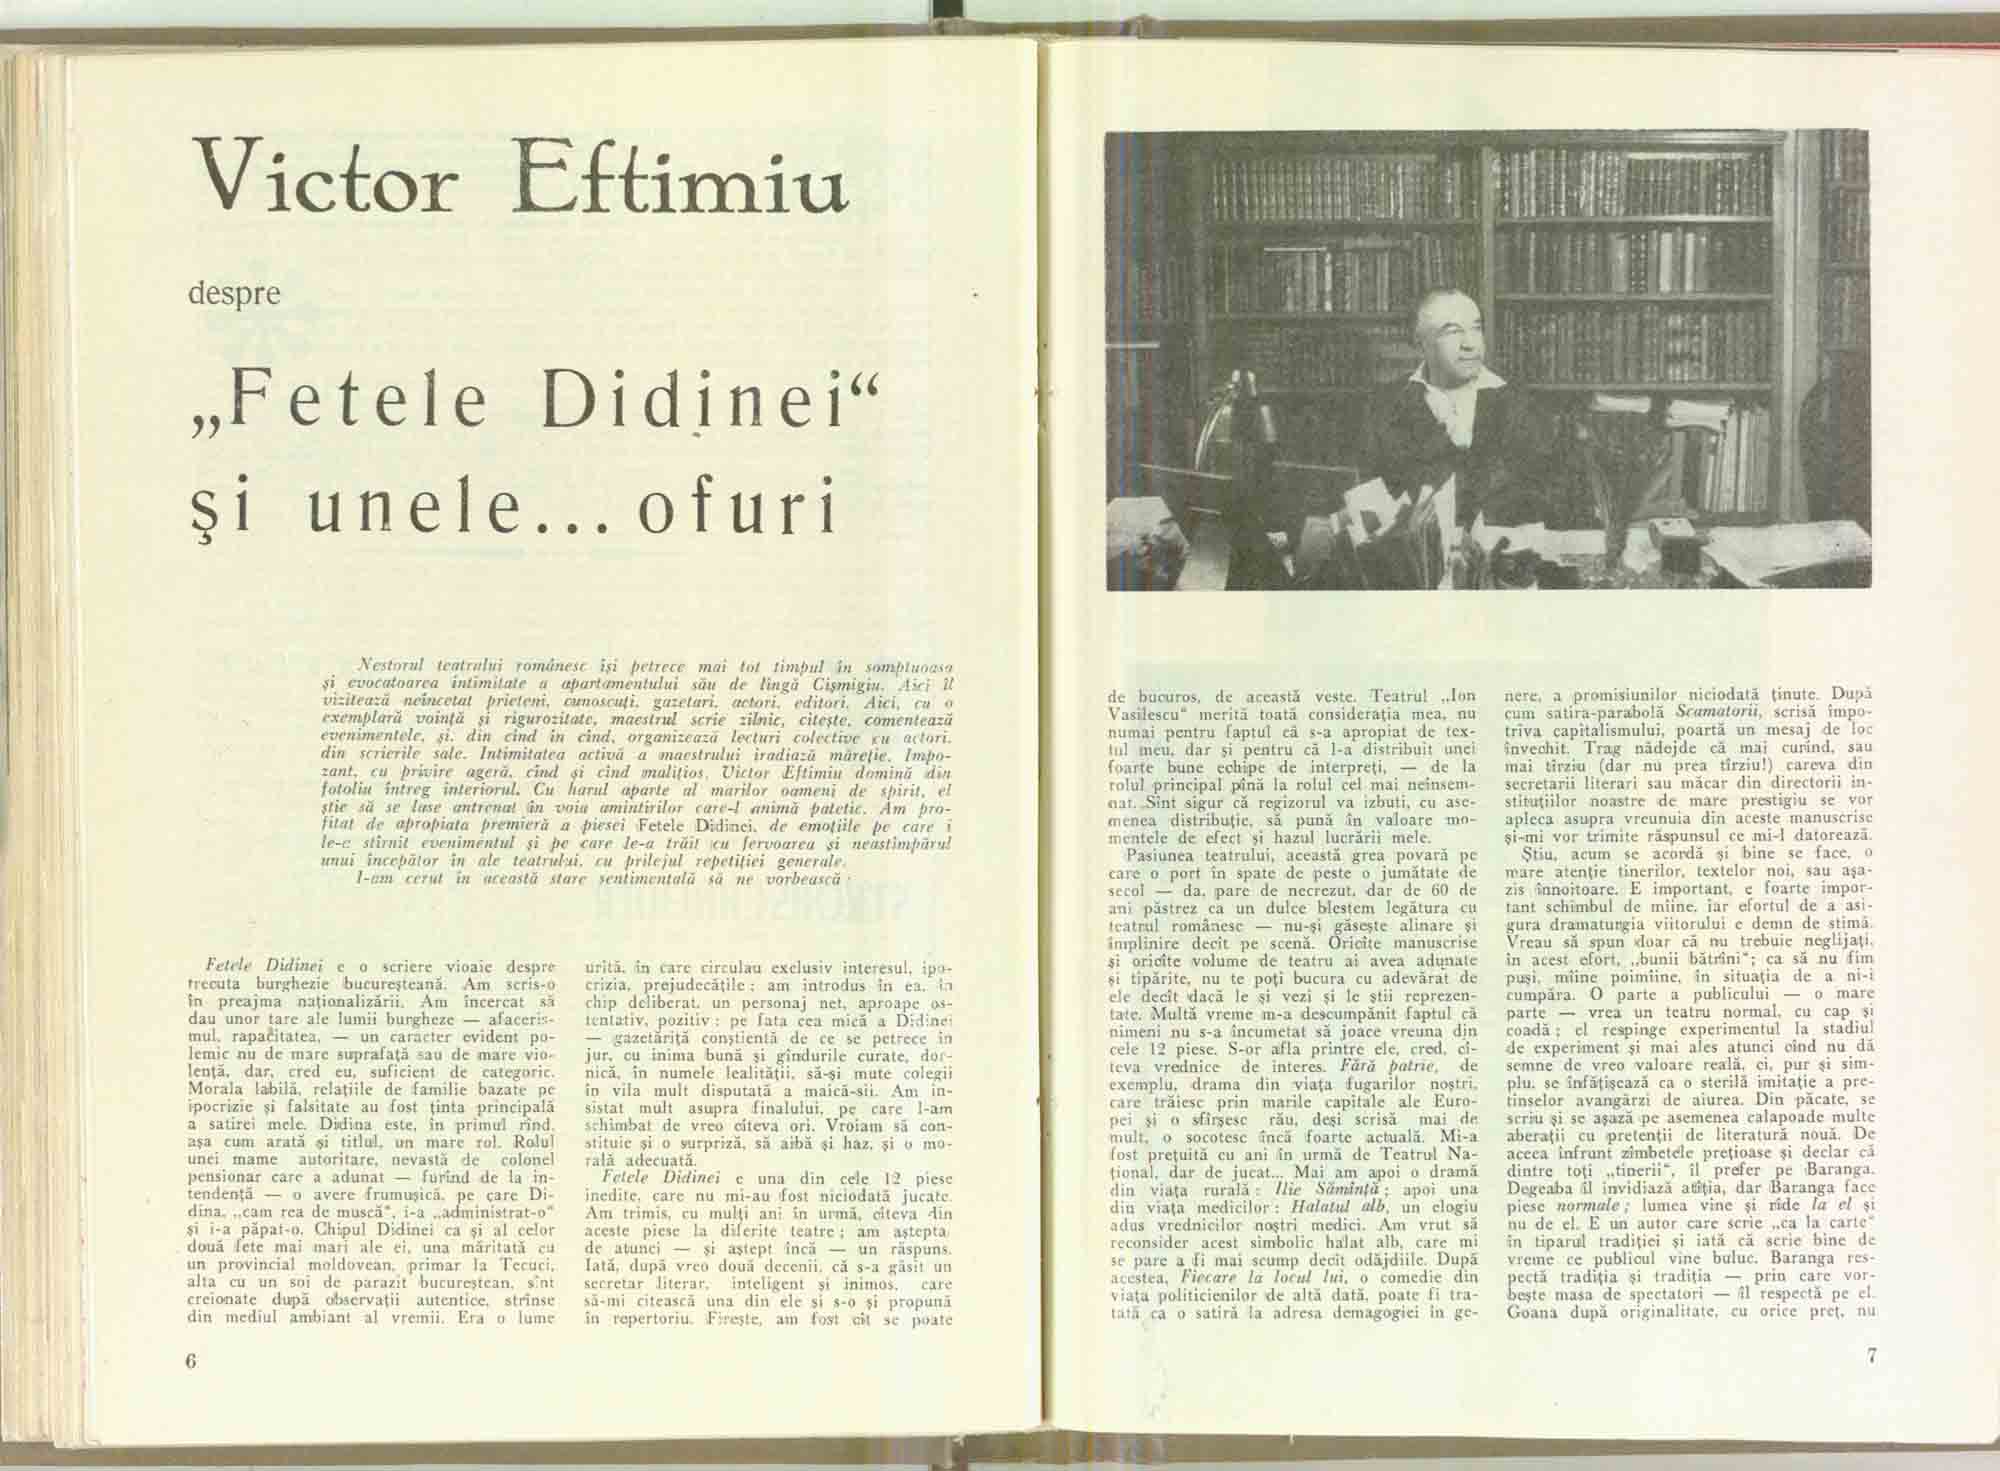 Victor Eftimiu
despre
„Fetele Didinei“
şi unele... ofuri
Nestorul teatrului românesc îşi petrece mai tot timpul în somptuoasa
şi evocatoarea intimitate a apartamentului său de lîngă Cişmigiu. Aici îl
vizitează neîncetat prieteni, cunoscuţi, gazetari, actori, editori. Aici, cu o
exemplară voinţă şi rigurozitate, maestrul scrie zilnic, citeşte, comentează
evenimentele, şi, din cînd în cînd, organizează lecturi colective cu actori,
din scrierile sale. Intimitatea activă a maestrului iradiază măreţie. Impo-
zant, cu privire ageră, cînd şi cînd maliţios, Victor Eftimiu domină din
fotoliu întreg interiorul. Cu harul aparte al marilor oameni de spirit, el
ştie să se lase antrenat în voia amintirilor care-l animă patetic. Am pro-
fitat de apropiata premieră a piesei Fetele Didinei, de emoţiile pe care i
le-a stîrnit evenimentul şi pe care le-a trăit cu fervoarea şi neastîmpărul
unui începător în ale teatrului, cu prilejul repetiţiei generale.
I-am cerut în această stare sentimentală să ne vorbească :
Fetele Didinei e o scriere vioaie despre
trecuta burghezie bucureşteană. Am scris-o
în preajma naţionalizării. Am încercat să
dau unor tare ale lumii burgheze — afaceris-
mul, rapacitatea, — un caracter evident po-
lemic nu de mare suprafaţă sau de mare vio-
lenţă, dar, cred eu, suficient de categoric.
Morala labilă, relaţiile de familie bazate pe
ipocrizie şi falsitate au fost ţinta principală
a satirei mele. Didina este, în primul rînd,
aşa cum arată şi titlul, un mare rol. Rolul
unei mame autoritare, nevastă de colonel
pensionar care a adunat — furînd de la in-
tendenţă — o avere frumuşică, pe care Di-
dina, „cam rea de muscă“, i-a „administrat-o“
şi i-a păpat-o. Chipul Didinei ca şi al celor
două fete mai mari ale ei, una măritată cu
un provincial moldovean, primar la Tecuci,
alta cu un soi de parazit bucureştean, sînt
creionate după observaţii autentice, strînse
din mediul ambiant al vremii. Era o lume
urîtă, în care circulau exclusiv interesul, ipo-
crizia, prejudecăţile ; am introdus în ea, în
chip deliberat, un personaj net, aproape os-
tentativ, pozitiv : pe fata cea mică a Didinei
— gazetăriţă conştientă de ce se petrece în
jur, cu inima bună şi gîndurile curate, dor-
nică, în numele lealităţii, să-şi mute colegii
în vila mult disputată a maică-sii. Am in-
sistat mult asupra finalului, pe care l-am
schimbat de vreo cîteva ori. Vroiam să con-
stituie şi o surpriză, să aibă şi haz, şi o mo-
rală adecuată.
Fetele Didinei e una din cele 12 piese
inedite, care nu mi-au fost niciodată jucate.
Am trimis, cu mulţi ani în urmă, cîteva din
aceste piese la diferite teatre ; am aşteptat
de atunci — şi aştept încă — un răspuns.
Iată, după vreo două decenii, că s-a găsit un
secretar literar, inteligent şi inimos, care
să-mi citească una din ele şi s-o şi propună
în repertoriu. Fireşte, am fost cît se poate
6
de bucuros, de această veste. Teatrul „Ion
Vasilescu“ merită toată consideraţia mea, nu
numai pentru faptul că s-a apropiat de tex-
tul meu, dar şi pentru că l-a distribuit unei
foarte bune echipe de interpreţi, — de la
rolul principal pînă la rolul cel mai neînsem-
nat. Sînt sigur că regizorul va izbuti, cu ase-
menea distribuţie, să pună în valoare mo-
mentele de efect şi hazul lucrării mele.
Pasiunea teatrului, această grea povară pe
care o port în spate de peste o jumătate de
secol — da, pare de necrezut, dar de 60 de
ani păstrez ca un dulce blestem legătura cu
teatrul românesc — nu-şi găseşte alinare şi
împlinire decît pe scenă. Oricîte manuscrise
şi oricîte volume de teatru ai avea adunate
şi tipărite, nu te poţi bucura cu adevărat de
ele decît dacă le şi vezi şi le ştii reprezen-
tate. Multă vreme m-a descumpănit faptul că
nimeni nu s-a încumetat să joace vreuna din
cele 12 piese. S-or afla printre ele, cred, cî-
teva vrednice de interes. Fără patrie, de
exemplu, drama din viaţa fugarilor noştri,
care trăiesc prin marile capitale ale Euro-
pei şi o sfîrşesc rău, deşi scrisă mai de
mult, o socotesc încă foarte actuală. Mi-a
fost preţuită cu ani în urmă de Teatrul Na-
ţional, dar de jucat... Mai am apoi o dramă
din viaţa rurală : Ilie Sămînţă ; apoi una
din viaţa medicilor : Halatul alb, un elogiu
adus vrednicilor noştri medici. Am vrut să
reconsider acest simbolic halat alb, care mi
se pare a fi mai scump decît odăjdiile. După
acestea, Fiecare la locul lui, o comedie din
viaţa politicienilor de altă dată, poate fi tra-
tată ca o satiră la adresa demagogiei în ge-
nere, a promisiunilor niciodată ţinute. După
cum satira-parabolă Scamatorii, scrisă împo-
triva capitalismului, poartă un mesaj de loc
învechit. Trag nădejde că mai curînd, sau
mai tîrziu (dar nu prea tîrziu!) careva din
secretarii literari sau măcar din directorii in-
stituţiilor noastre de mare prestigiu se vor
apleca asupra vreunuia din aceste manuscrise
şi-mi vor trimite răspunsul ce mi-l datorează.
Ştiu, acum se acordă şi bine se face, o
mare atenţie tinerilor, textelor noi, sau aşa-
zis înnoitoare. E important, e foarte impor-
tant schimbul de mîine, iar efortul de a asi-
gura dramaturgia viitorului e demn de stimă.
Vreau să spun doar că nu trebuie neglijaţi,
în acest efort, „bunii bătrîni“; ca să nu fim
puşi, mîine poimîine, în situaţia de a ni-i
cumpăra. O parte a publicului — o mare
parte — vrea un teatru normal, cu cap şi
coadă ; el respinge experimentul la stadiul
de experiment şi mai ales atunci cînd nu dă
semne de vreo valoare reală, ci, pur şi sim-
plu, se înfăţişează ca o sterilă imitaţie a pre-
tinselor avangărzi de aiurea. Din păcate, se
scriu şi se aşază pe asemenea calapoade multe
aberaţii cu pretenţii de literatură nouă. De
aceea înfrunt zîmbetele preţioase şi declar că
dintre toţi „tinerii“, îl prefer pe Baranga.
Degeaba îl invidiază atîţia, dar Baranga face
piese normale ; lumea vine şi rîde la el şi
nu de el. E un autor care scrie „ca la carte“
în tiparul tradiţiei şi iată că scrie bine de
vreme ce publicul vine buluc. Baranga res-
pectă tradiţia şi tradiţia — prin care vor-
beşte masa de spectatori — îl respectă pe el.
Goana după originalitate, cu orice preţ, nu
7